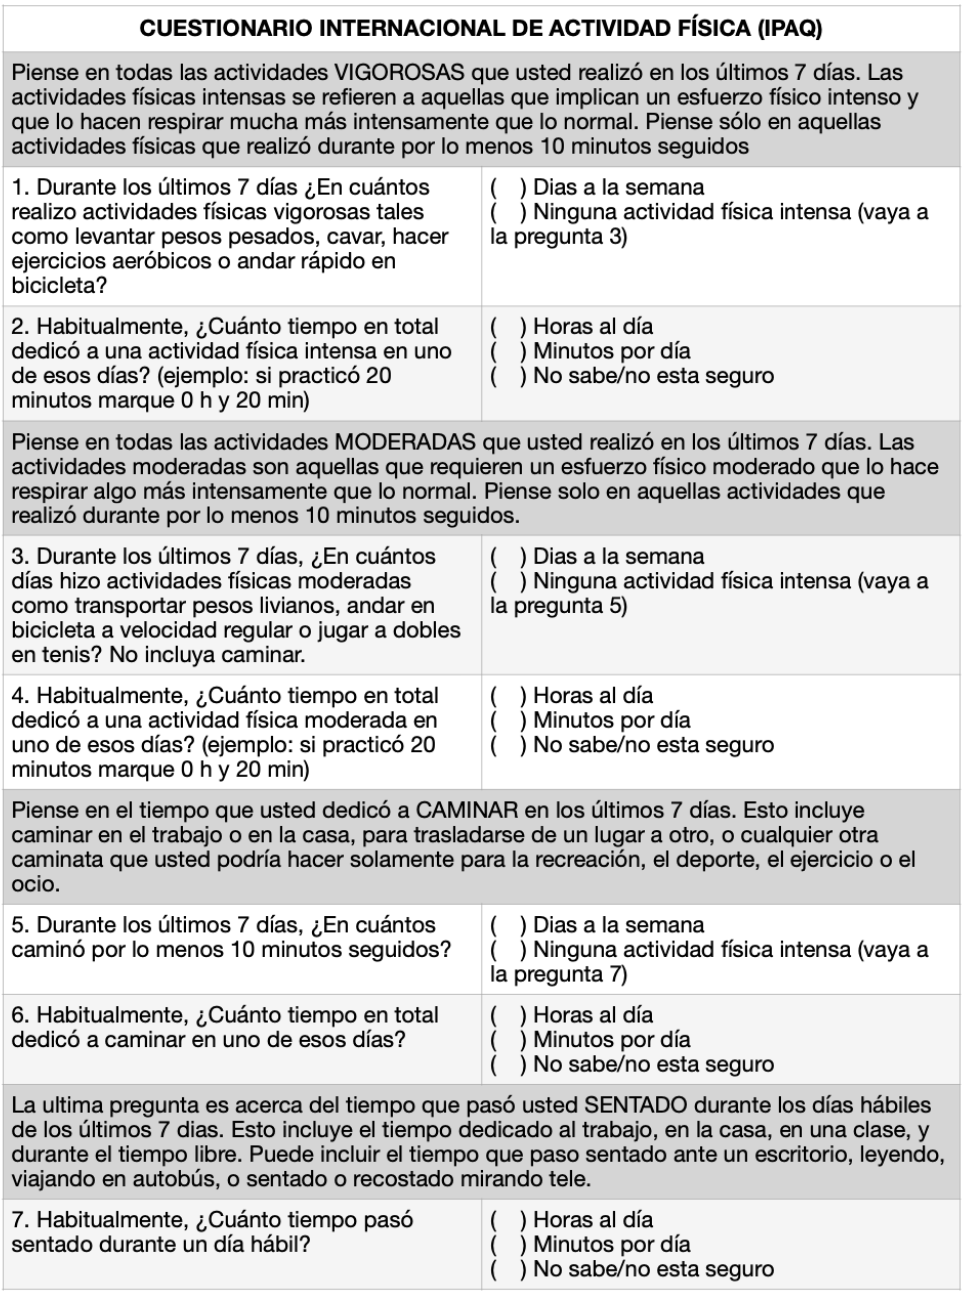 CUESTIONARIO INTERNACIONAL DE ACTIVIDAD FÍSICA (IPAQ)
Piense en todas las actividades VIGOROSAS que usted realizó en los últimos 7 días. Las
actividades físicas intensas se refieren a aquellas que implican un esfuerzo físico intenso y
que lo hacen respirar mucha más intensamente que lo normal. Piense sólo en aquellas
actividades físicas que realizó durante por lo menos 10 minutos seguidos
1. Durante los últimos 7 días ¿En cuántos
realizo actividades físicas vigorosas tales
como levantar pesos pesados, cavar, hacer
ejercicios aeróbicos o andar rápido en
bicicleta?
(    ) Dias a la semana
(    ) Ninguna actividad física intensa (vaya a
la pregunta 3)
2. Habitualmente, ¿Cuánto tiempo en total
dedicó a una actividad física intensa en uno
de esos días? (ejemplo: si practicó 20
minutos marque 0 h y 20 min)
(    ) Horas al día
(    ) Minutos por día
(    ) No sabe/no esta seguro
Piense en todas las actividades MODERADAS que usted realizó en los últimos 7 días. Las
actividades moderadas son aquellas que requieren un esfuerzo físico moderado que lo hace
respirar algo más intensamente que lo normal. Piense solo en aquellas actividades que
realizó durante por lo menos 10 minutos seguidos.
3. Durante los últimos 7 días, ¿En cuántos
días hizo actividades físicas moderadas
como transportar pesos livianos, andar en
bicicleta a velocidad regular o jugar a dobles
en tenis? No incluya caminar.
(    ) Dias a la semana
(    ) Ninguna actividad física intensa (vaya a
la pregunta 5)
4. Habitualmente, ¿Cuánto tiempo en total
dedicó a una actividad física moderada en
uno de esos días? (ejemplo: si practicó 20
minutos marque 0 h y 20 min)
(    ) Horas al día
(    ) Minutos por día
(    ) No sabe/no esta seguro
Piense en el tiempo que usted dedicó a CAMINAR en los últimos 7 días. Esto incluye
caminar en el trabajo o en la casa, para trasladarse de un lugar a otro, o cualquier otra
caminata que usted podría hacer solamente para la recreación, el deporte, el ejercicio o el
ocio.
5. Durante los últimos 7 días, ¿En cuántos
caminó por lo menos 10 minutos seguidos?
(    ) Dias a la semana
(    ) Ninguna actividad física intensa (vaya a
la pregunta 7)
6. Habitualmente, ¿Cuánto tiempo en total
dedicó a caminar en uno de esos días?
(    ) Horas al día
(    ) Minutos por día
(    ) No sabe/no esta seguro
La ultima pregunta es acerca del tiempo que pasó usted SENTADO durante los días hábiles
de los últimos 7 dias. Esto incluye el tiempo dedicado al trabajo, en la casa, en una clase, y
durante el tiempo libre. Puede incluir el tiempo que paso sentado ante un escritorio, leyendo,
viajando en autobús, o sentado o recostado mirando tele.
7. Habitualmente, ¿Cuánto tiempo pasó
sentado durante un día hábil?
(    ) Horas al día
(    ) Minutos por día
(    ) No sabe/no esta seguro